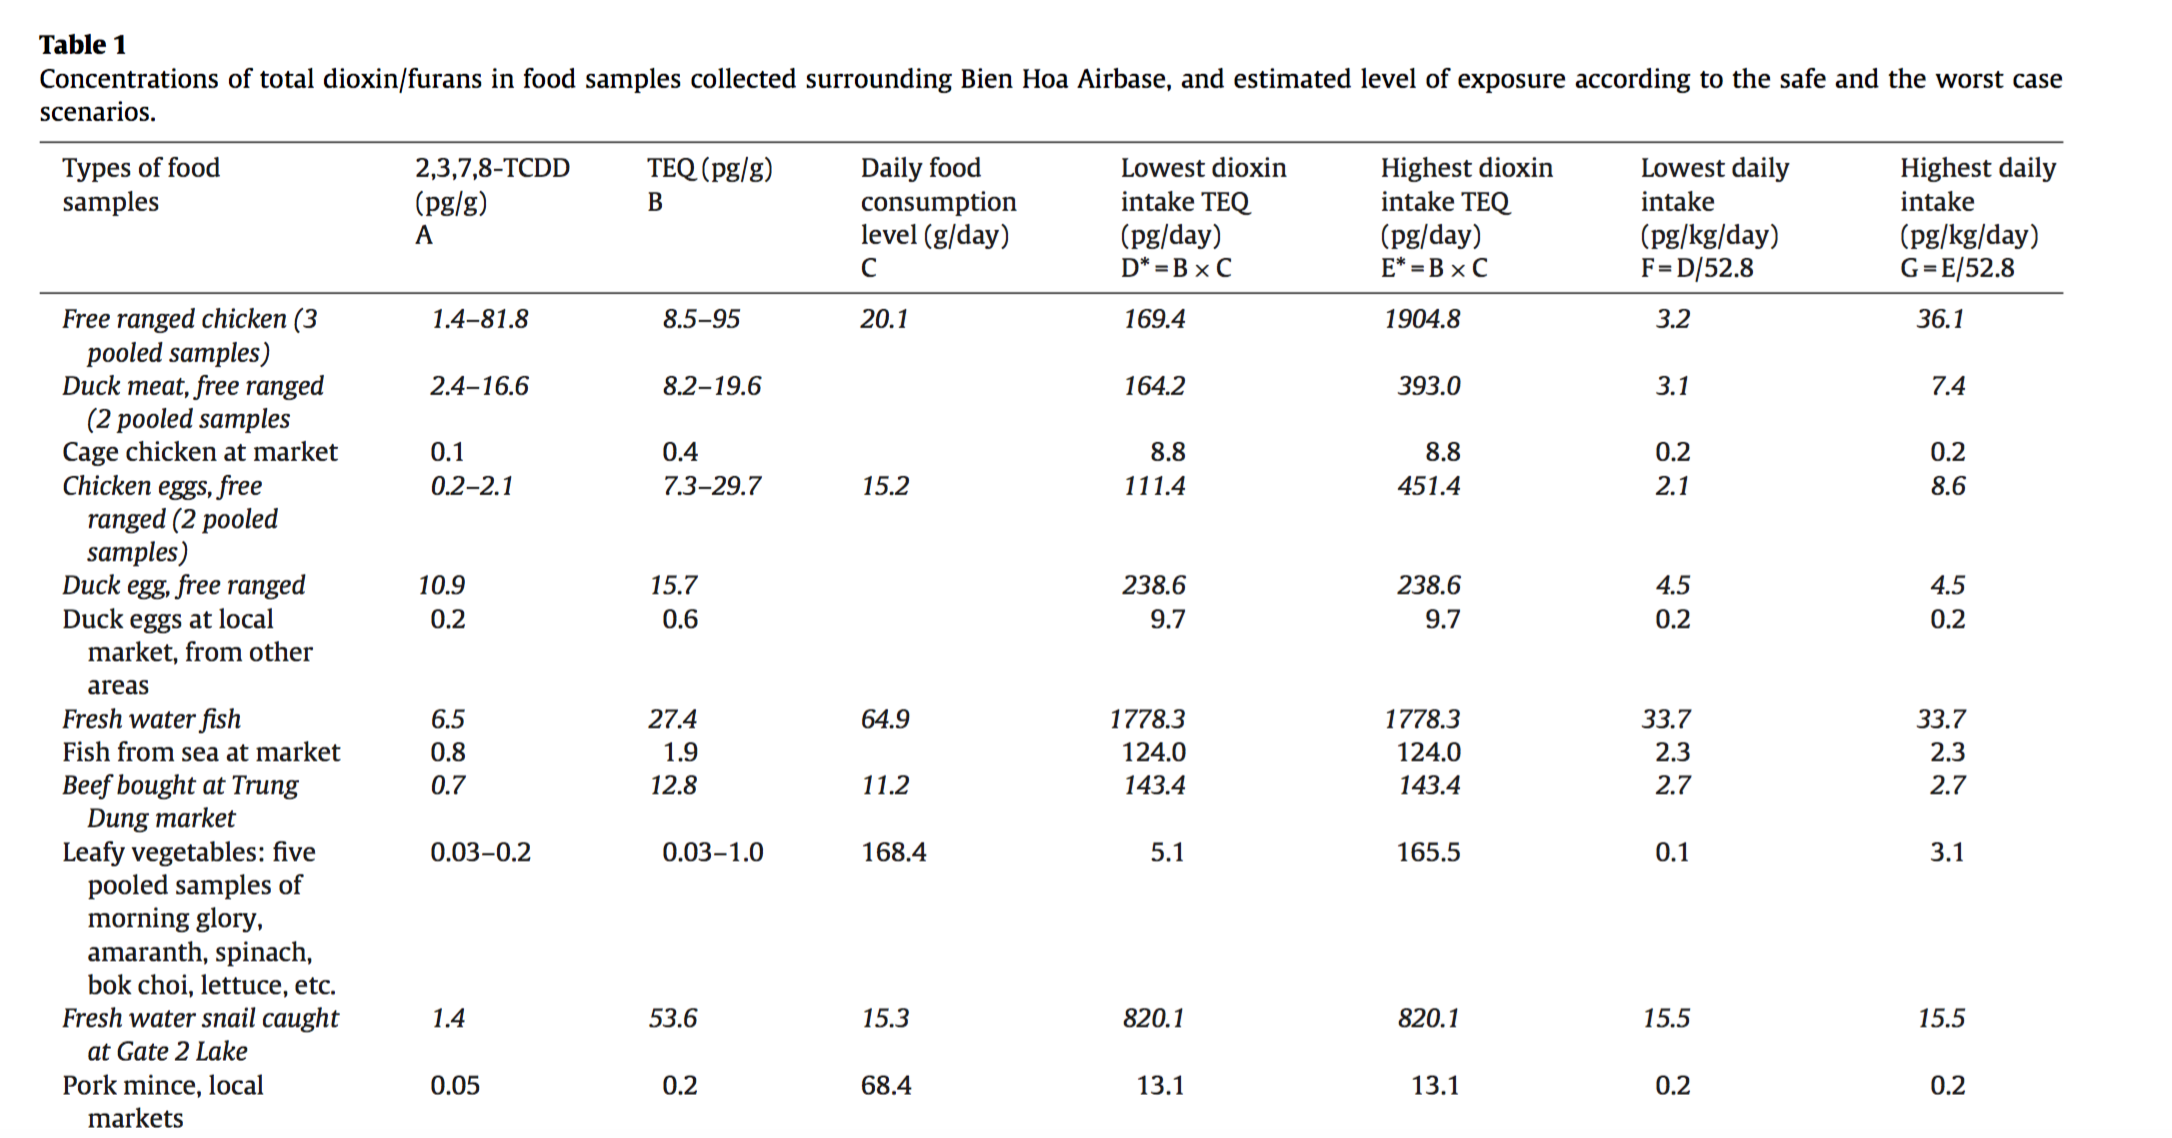 Table 1
Concentrations of total dioxin/furans in food samples collected surrounding Bien Hoa Airbase, and estimated level of exposure according to the safe and the worst case
scenarios.
Types of food 2,3,7,8-TCDD TEQ (pg/g) Daily food Lowest dioxin Highest dioxin Lowest daily Highest daily
samples (pg/g) B consumption intake TEQ intake TEQ intake intake
A level (g/day) (pg/day) (pg/day) (pg/kg/day) (pg/kg/day)
C D* = B × C E* = B × C F = D/52.8 G = E/52.8
Free ranged chicken (3 1.4–81.8 8.5–95 20.1 169.4 1904.8 3.2 36.1
pooled samples)
Duck meat, free ranged 2.4–16.6 8.2–19.6 164.2 393.0 3.1 7.4
(2 pooled samples
Cage chicken at market 0.1 0.4 8.8 8.8 0.2 0.2
Chicken eggs, free 0.2–2.1 7.3–29.7 15.2 111.4 451.4 2.1 8.6
ranged (2 pooled
samples)
Duck egg, free ranged 10.9 15.7 238.6 238.6 4.5 4.5
Duck eggs at local 0.2 0.6 9.7 9.7 0.2 0.2
market, from other
areas
Fresh water fish 6.5 27.4 64.9 1778.3 1778.3 33.7 33.7
Fish from sea at market 0.8 1.9 124.0 124.0 2.3 2.3
Beef bought at Trung 0.7 12.8 11.2 143.4 143.4 2.7 2.7
Dung market
Leafy vegetables: five 0.03–0.2 0.03–1.0 168.4 5.1 165.5 0.1 3.1
pooled samples of
morning glory,
amaranth, spinach,
bok choi, lettuce, etc.
Fresh water snail caught 1.4 53.6 15.3 820.1 820.1 15.5 15.5
at Gate 2 Lake
Pork mince, local 0.05 0.2 68.4 13.1 13.1 0.2 0.2
markets